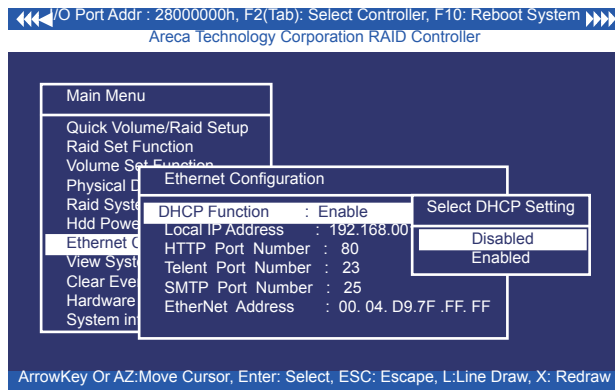 I/O Port Addr : 28000000h, F2(Tab): Select Controller, F10: Reboot System
Areca Technology Corporation RAID Controller
Main Menu
Quick Volume/Raid Setup
Raid Set Function
Volume Set Function
Physical D
Raid Syste
Hdd Powe
Ethernet C
View Syst
Clear Eve
Hardware
System in
Ethernet Configuration
DHCP Function : Enable
Local IP Address : 192.168.00
HTTP Port Number : 80
Telent Port Number : 23
SMTP Port Number : 25
EtherNet Address : 00. 04. D9.7F .FF. FF
Select DHCP Setting
Disabled
Enabled
ArrowKey Or AZ:Move Cursor, Enter: Select, ESC: Escape, L:Line Draw, X: Redraw